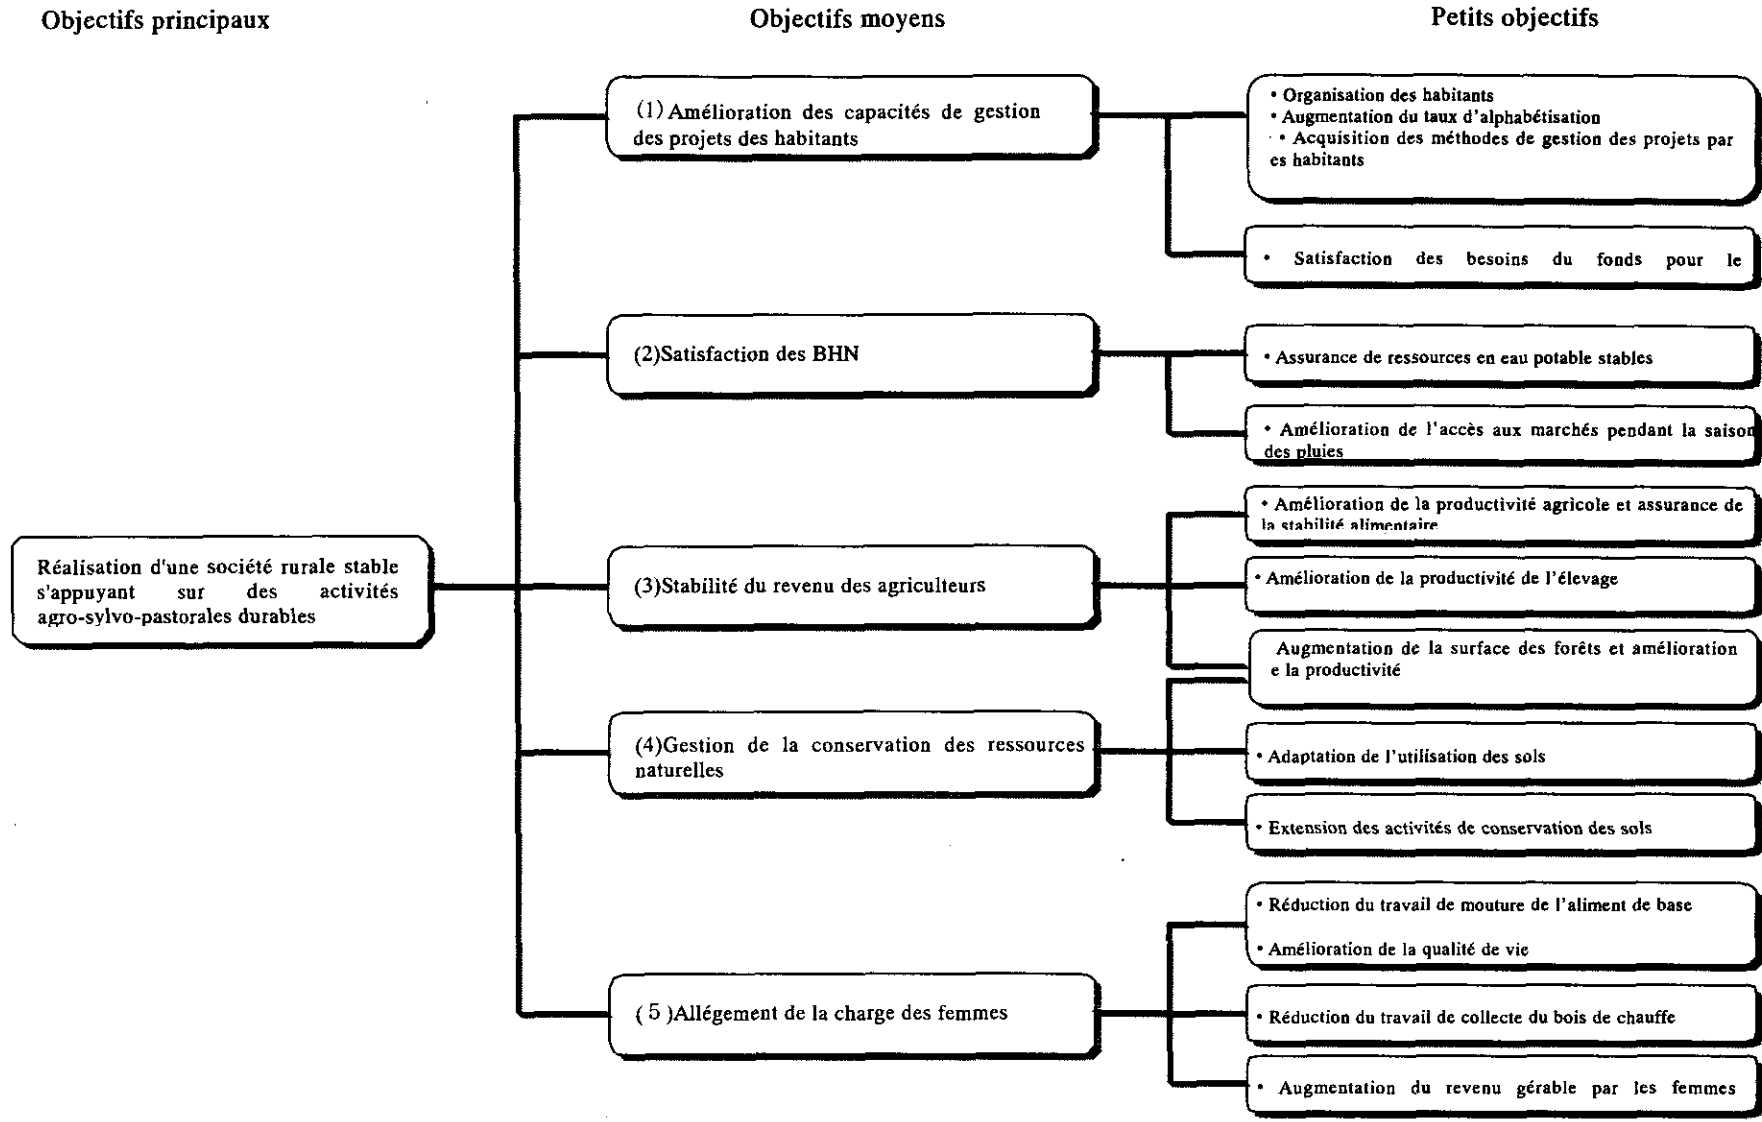 Objectifs principaux
Objectifs moyens
Petits objectifs
Réalisation d'une société rurale stable
s'appuyant sur des activités
agro-sylvo-pastorales durables
(1) Amélioration des capacités de gestion
des projets des habitants
• Organisation des habitants
• Augmentation du taux d'alphabétisation
• Acquisition des méthodes de gestion des projets par
es habitants
• Satisfaction des besoins du fonds pour le
(2)Satisfaction des BHN
• Assurance de ressources en eau potable stables
• Amélioration de l'accès aux marchés pendant la saison
des pluies
(3)Stabilité du revenu des agriculteurs
• Amélioration de la productivité agricole et assurance de
la stabilité alimentaire
• Amélioration de la productivité de l'élevage
Augmentation de la surface des forêts et amélioration
e la productivité
(4)Gestion de la conservation des ressources
naturelles
• Adaptation de l'utilisation des sols
• Extension des activités de conservation des sols
(5)Allégement de la charge des femmes
• Réduction du travail de mouture de l'aliment de base
• Amélioration de la qualité de vie
• Réduction du travail de collecte du bois de chauffe
• Augmentation du revenu gérable par les femmes